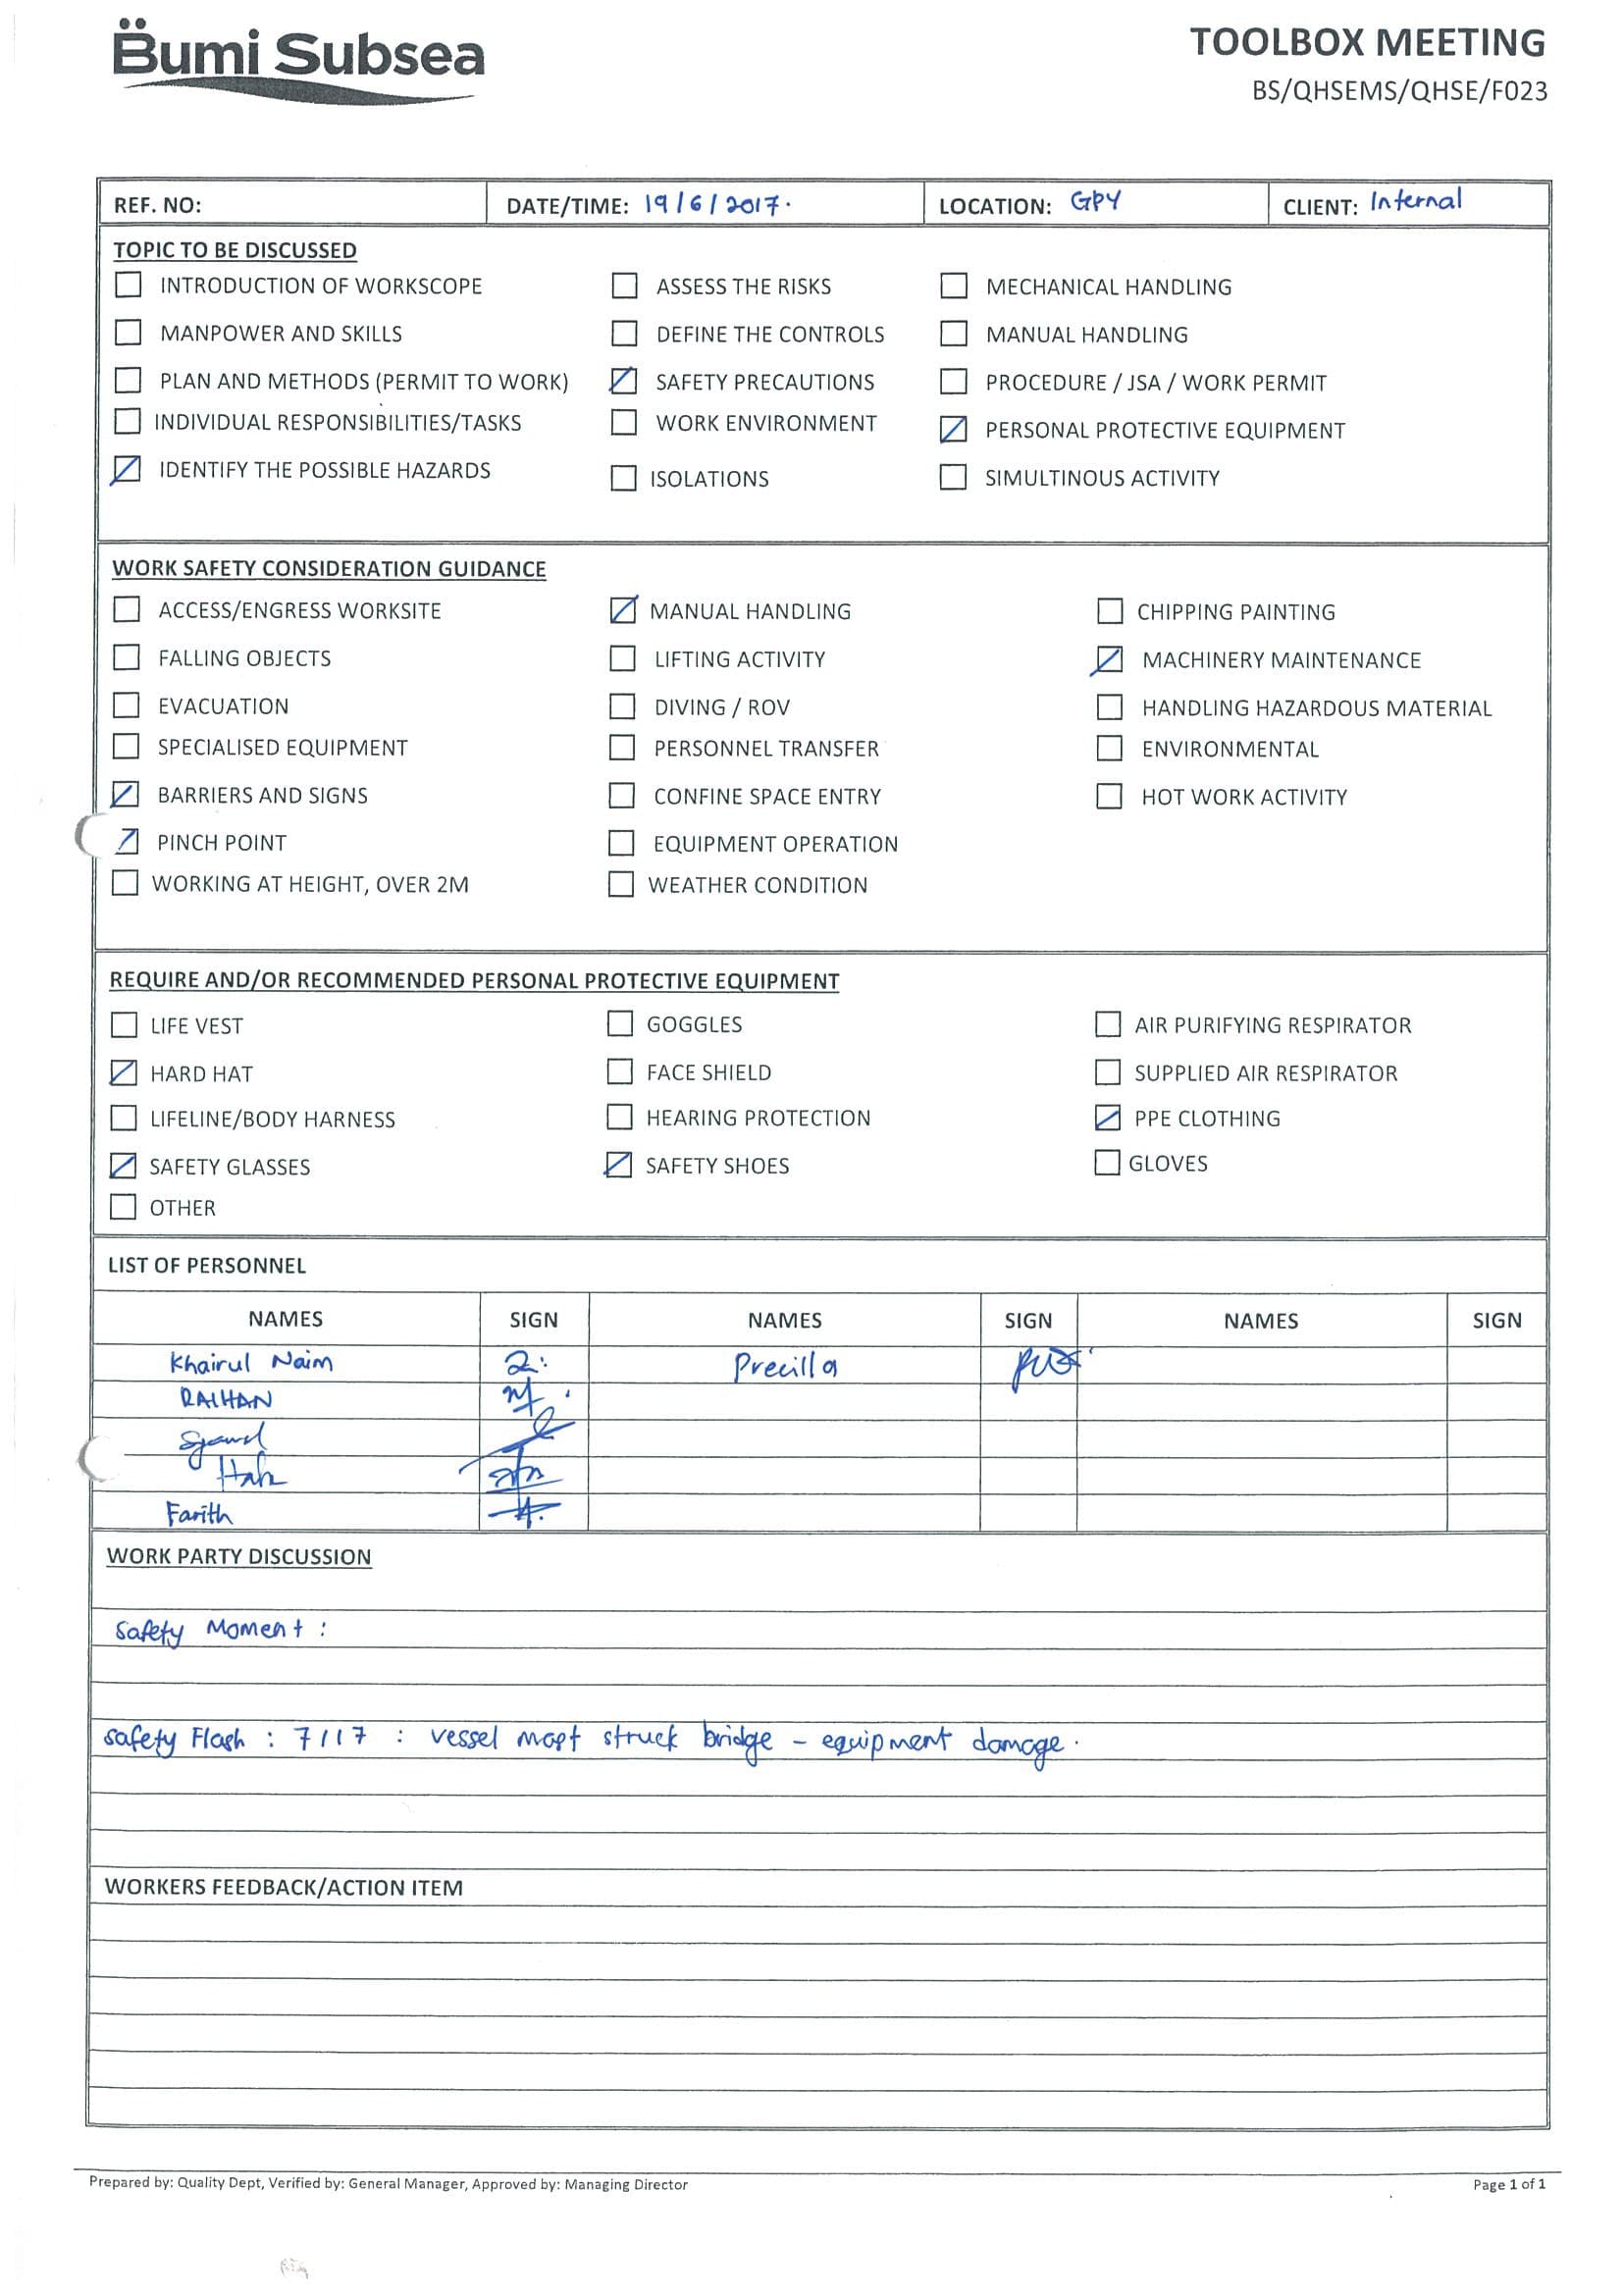 Bumi Subsea
TOOLBOX MEETING
BS/QHSEMS/QHSE/F023
REF. NO: DATE/TIME: 19/6/2017. LOCATION: GPY CLIENT: Internal
TOPIC TO BE DISCUSSED
INTRODUCTION OF WORKSCOPE ASSESS THE RISKS MECHANICAL HANDLING
MANPOWER AND SKILLS DEFINE THE CONTROLS MANUAL HANDLING
PLAN AND METHODS (PERMIT TO WORK) SAFETY PRECAUTIONS PROCEDURE / JSA / WORK PERMIT
INDIVIDUAL RESPONSIBILITIES/TASKS WORK ENVIRONMENT PERSONAL PROTECTIVE EQUIPMENT
IDENTIFY THE POSSIBLE HAZARDS ISOLATIONS SIMULTINOUS ACTIVITY
WORK SAFETY CONSIDERATION GUIDANCE
ACCESS/ENGRESS WORKSITE MANUAL HANDLING CHIPPING PAINTING
FALLING OBJECTS LIFTING ACTIVITY MACHINERY MAINTENANCE
EVACUATION DIVING / ROV HANDLING HAZARDOUS MATERIAL
SPECIALISED EQUIPMENT PERSONNEL TRANSFER ENVIRONMENTAL
BARRIERS AND SIGNS CONFINE SPACE ENTRY HOT WORK ACTIVITY
PINCH POINT EQUIPMENT OPERATION
WORKING AT HEIGHT, OVER 2M WEATHER CONDITION
REQUIRE AND/OR RECOMMENDED PERSONAL PROTECTIVE EQUIPMENT
LIFE VEST GOGGLES AIR PURIFYING RESPIRATOR
HARD HAT FACE SHIELD SUPPLIED AIR RESPIRATOR
LIFELINE/BODY HARNESS HEARING PROTECTION PPE CLOTHING
SAFETY GLASSES SAFETY SHOES GLOVES
OTHER
LIST OF PERSONNEL
NAMES SIGN NAMES SIGN NAMES SIGN
Khairul Naim Precilla
RAIHAN
Farith
WORK PARTY DISCUSSION
Safety Moment :
Safety Flash : 7/17 : vessel mast struck bridge – equipment damage.
WORKERS FEEDBACK/ACTION ITEM
Prepared by: Quality Dept, Verified by: General Manager, Approved by: Managing Director Page 1 of 1